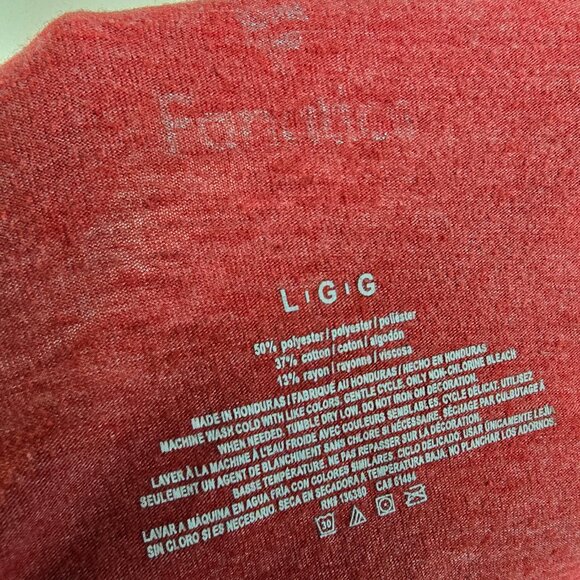 Fanatics
L | G | G
50% polyester / polyester / poliéster
37% cotton / coton / algodón
13% rayon / rayonne / viscosa
MADE IN HONDURAS / FABRIQUÉ AU HONDURAS / HECHO EN HONDURAS
MACHINE WASH COLD WITH LIKE COLORS. GENTLE CYCLE. ONLY NON-CHLORINE BLEACH
WHEN NEEDED. TUMBLE DRY LOW. DO NOT IRON ON DECORATION.
LAVER À LA MACHINE À L'EAU FROIDE AVEC COULEURS SEMBLABLES. CYCLE DÉLICAT. UTILISEZ
SEULEMENT UN AGENT DE BLANCHIMENT SANS CHLORE SI NÉCESSAIRE. SÉCHAGE PAR CULBUTAGE À
BASSE TEMPÉRATURE. NE PAS REPASSER SUR LA DÉCORATION.
LAVAR A MÁQUINA EN AGUA FRÍA CON COLORES SIMILARES. CICLO DELICADO. USAR ÚNICAMENTE LEJÍA
SIN CLORO SI ES NECESARIO. SECA EN SECADORA A TEMPERATURA BAJA. NO PLANCHAR LOS ADORNOS.
RN# 136380 CA# 51484
30